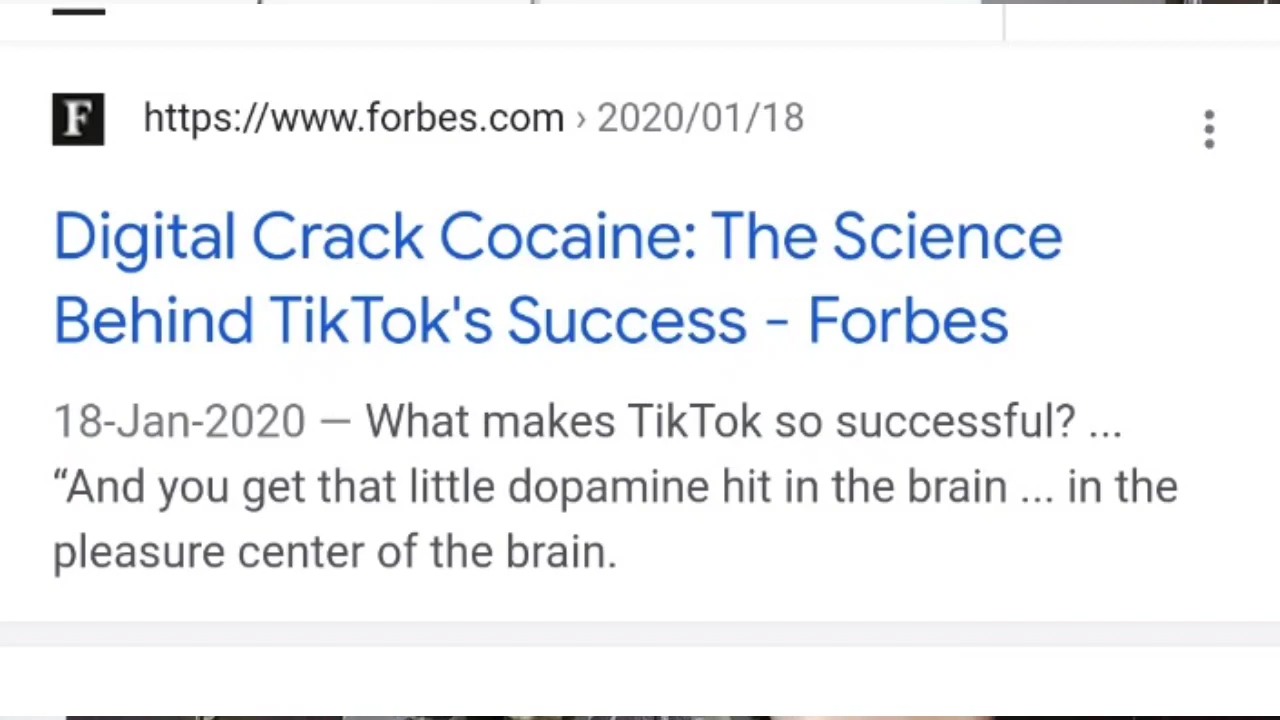 F
https://www.forbes.com › 2020/01/18
Digital Crack Cocaine: The Science
Behind TikTok's Success - Forbes
18-Jan-2020 — What makes TikTok so successful? ...
“And you get that little dopamine hit in the brain ... in the
pleasure center of the brain.